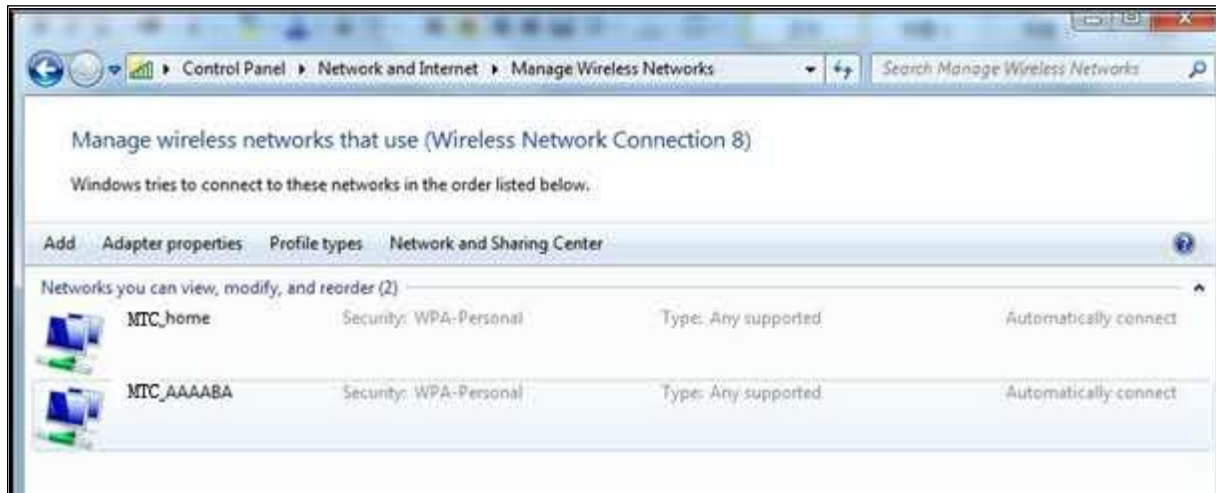 Control Panel ▸ Network and Internet ▸ Manage Wireless Networks Search Manage Wireless Networks
Manage wireless networks that use (Wireless Network Connection 8)
Windows tries to connect to these networks in the order listed below.
Add Adapter properties Profile types Network and Sharing Center
Networks you can view, modify, and reorder (2)
MTC_home Security: WPA-Personal Type: Any supported Automatically connect
MTC_AAAABA Security: WPA-Personal Type: Any supported Automatically connect